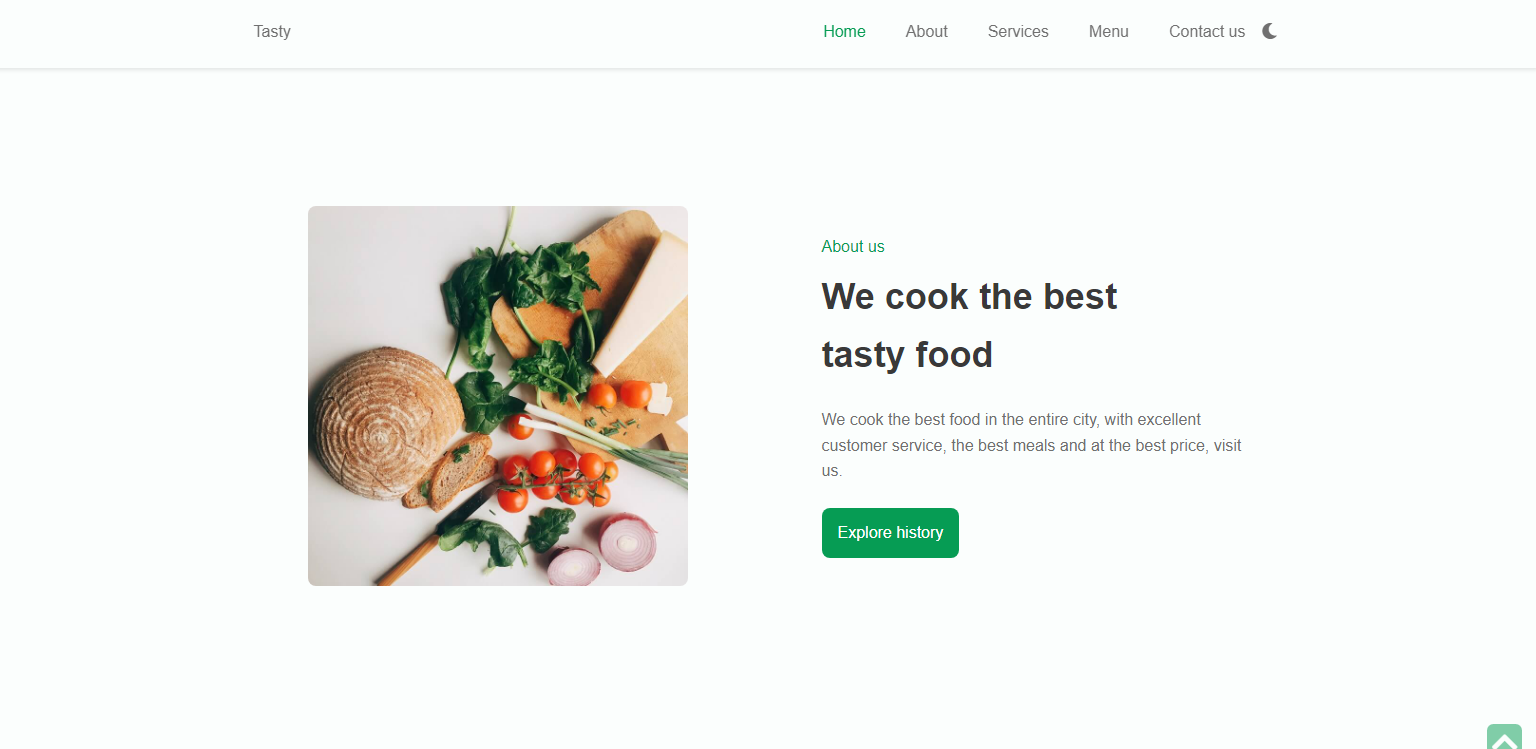 Tasty
Home
About
Services
Menu
Contact us
About us
We cook the best
tasty food
We cook the best food in the entire city, with excellent
customer service, the best meals and at the best price, visit
us.
Explore history